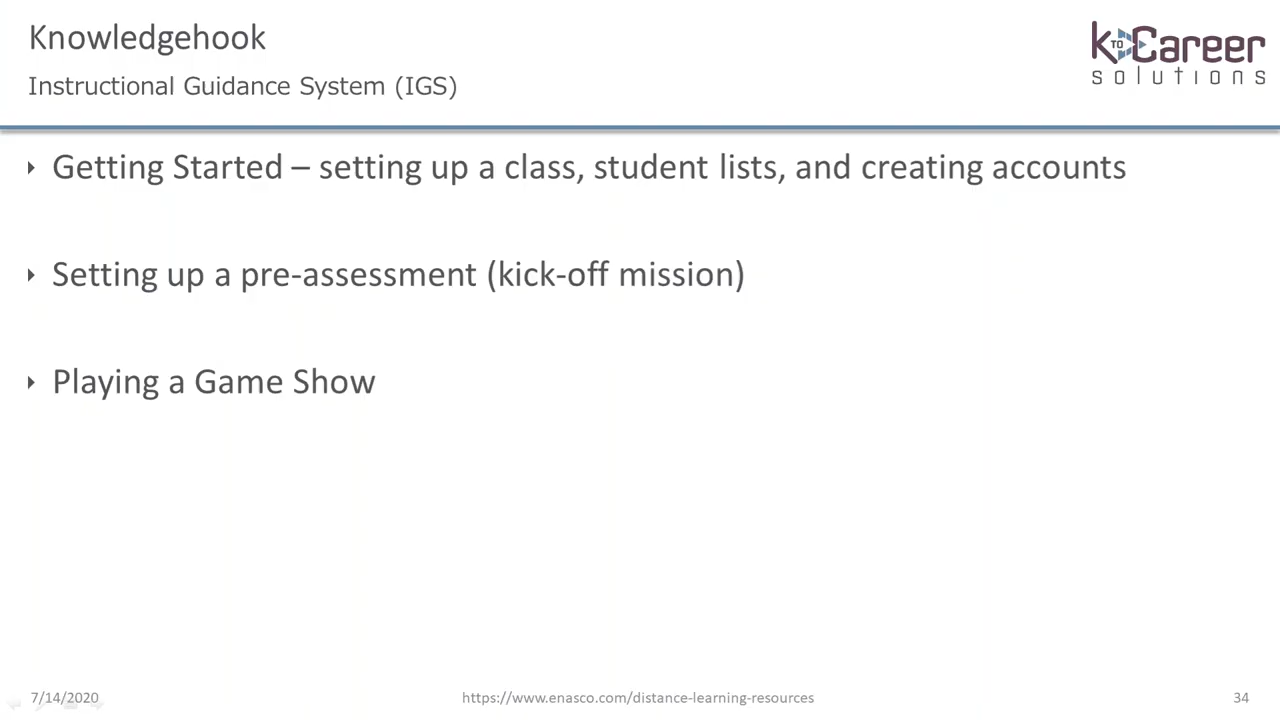 Knowledgehook
Instructional Guidance System (IGS)
K TO Career
solutions
Getting Started – setting up a class, student lists, and creating accounts
Setting up a pre-assessment (kick-off mission)
Playing a Game Show
7/14/2020
https://www.enasco.com/distance-learning-resources
34